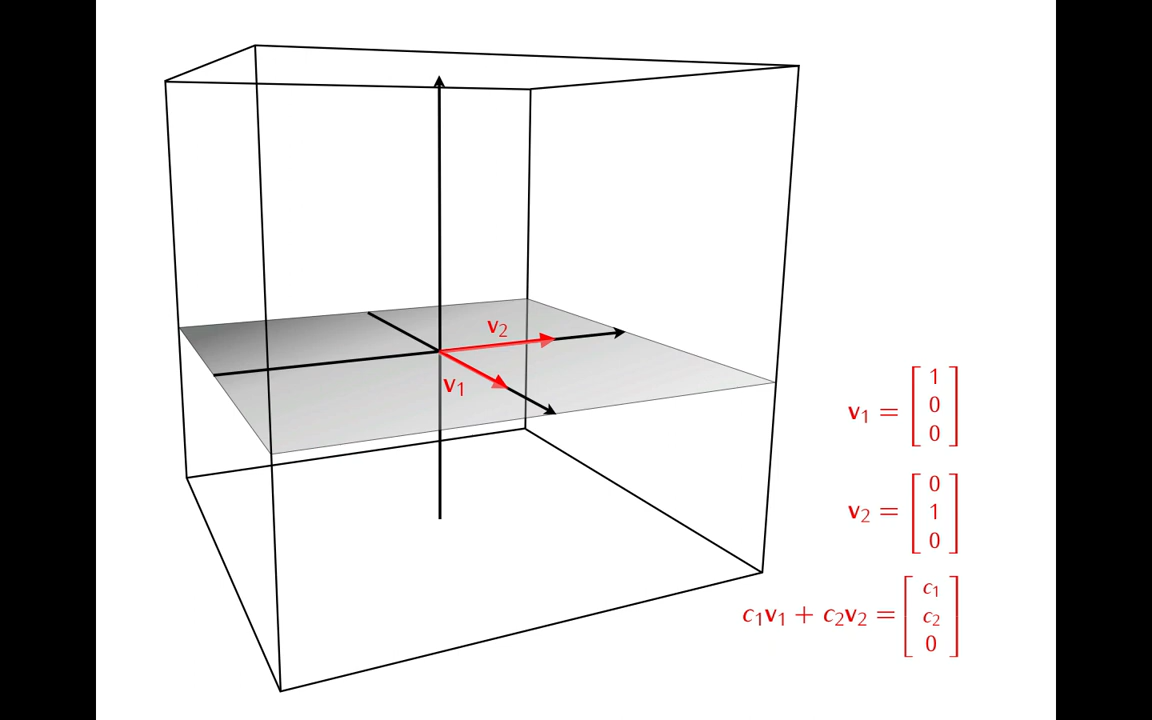 v₂
v₁
v₁ = [1 0 0]
v₂ = [0 1 0]
c₁v₁ + c₂v₂ = [c₁ c₂ 0]